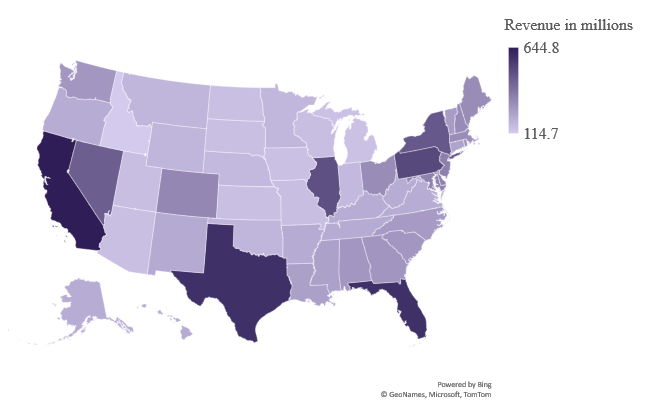 Revenue in millions
644.8
114.7
Powered by Bing
© GeoNames, Microsoft, TomTom